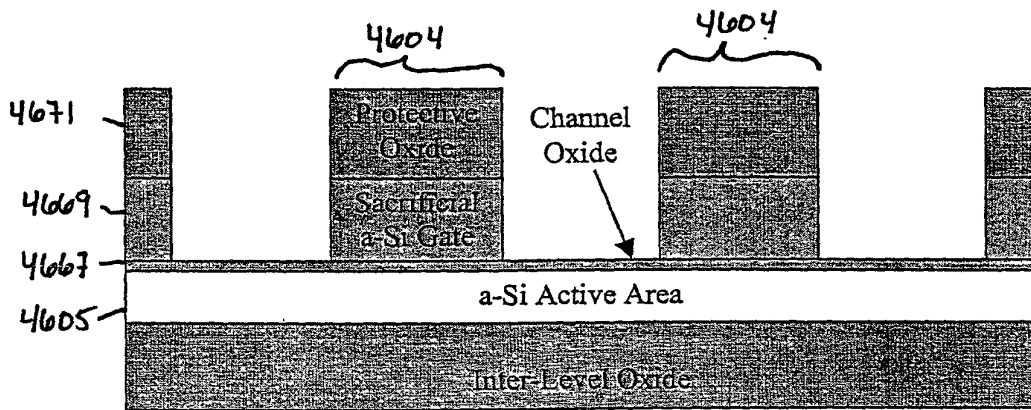 4604
4604
4671
Protective
Oxide
Channel
Oxide
4669
Sacrificial
a-Si Gate
4667
a-Si Active Area
4605
Inter-Level Oxide